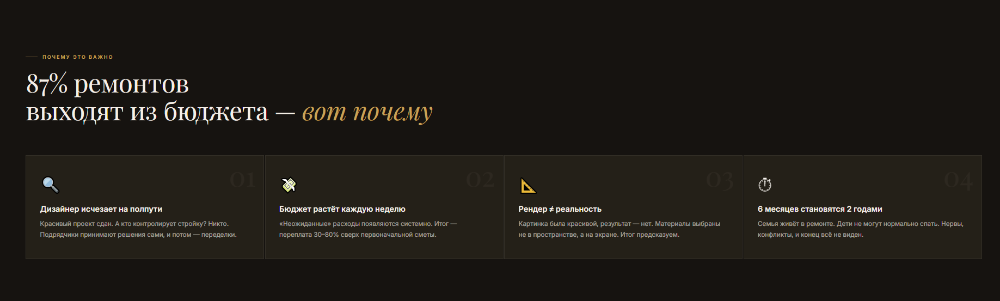 ПОЧЕМУ ЭТО ВАЖНО
87% ремонтов
выходят из бюджета — вот почему
01
Дизайнер исчезает на полпути
Красивый проект сдан. А кто контролирует стройку? Никто.
Подрядчики принимают решения сами, и потом — переделки.
02
Бюджет растёт каждую неделю
«Неожиданные» расходы появляются системно. Итог —
переплата 30–80% сверх первоначальной сметы.
03
Рендер ≠ реальность
Картинка была красивой, результат — нет. Материалы выбраны
не в пространстве, а на экране. Итог предсказуем.
04
6 месяцев становятся 2 годами
Семья живёт в ремонте. Дети не могут нормально спать. Нервы,
конфликты, и конец всё не виден.